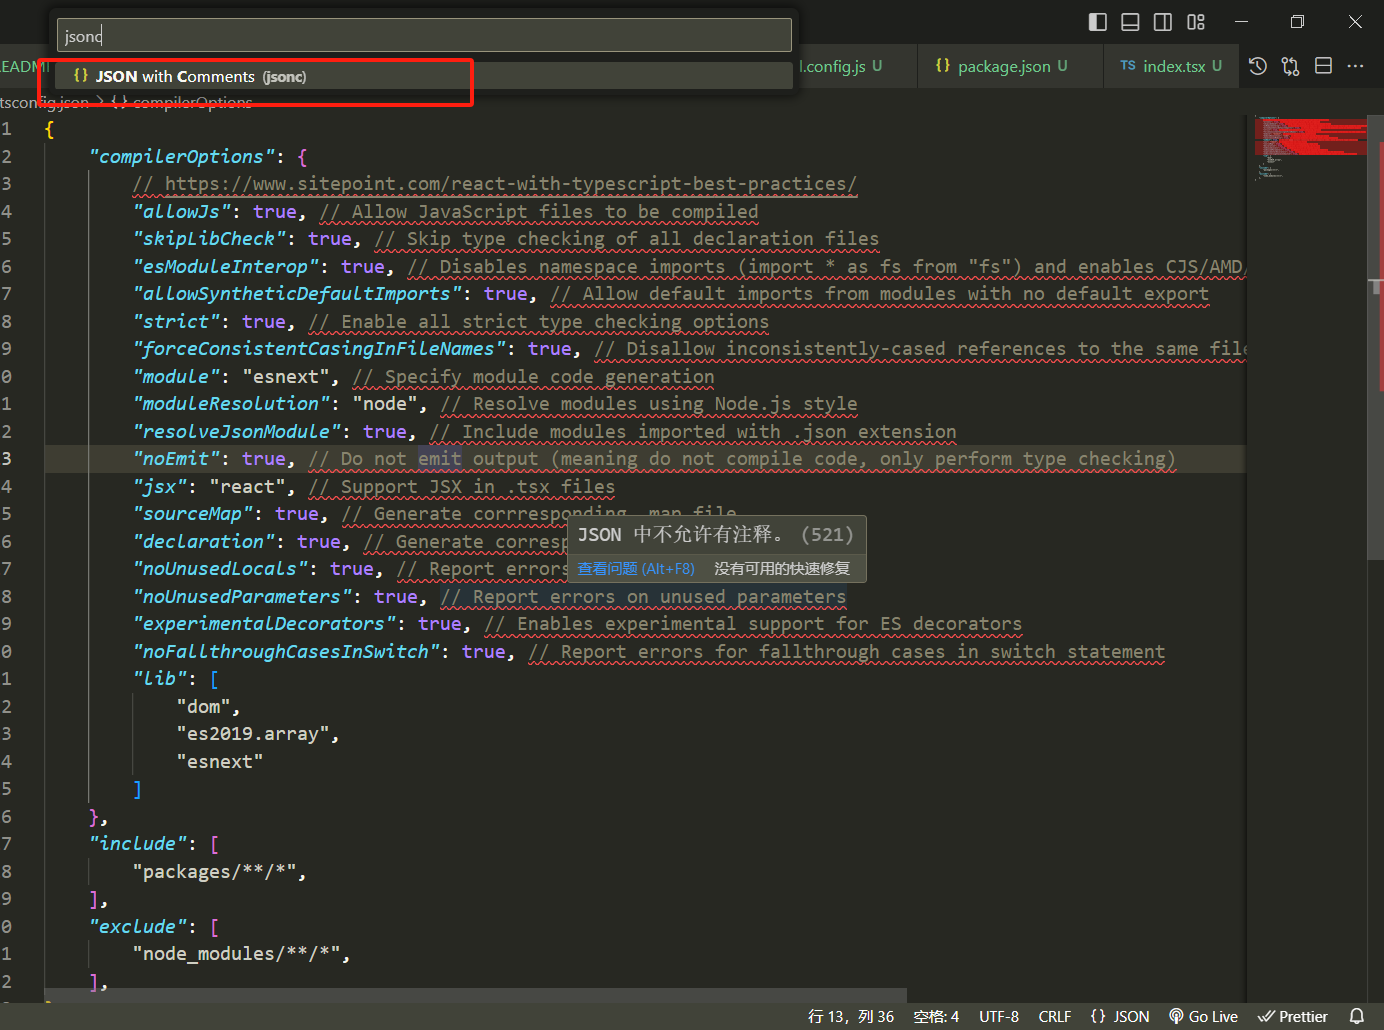 jsonc
JSON with Comments (jsonc)
EADM
l.config.js U
{} package.json U
TS index.tsx U
tsconfig.json > {} compilerOptions
1 {
2 "compilerOptions": {
3 // https://www.sitepoint.com/react-with-typescript-best-practices/
4 "allowJs": true, // Allow JavaScript files to be compiled
5 "skipLibCheck": true, // Skip type checking of all declaration files
6 "esModuleInterop": true, // Disables namespace imports (import * as fs from "fs") and enables CJS/AMD/
7 "allowSyntheticDefaultImports": true, // Allow default imports from modules with no default export
8 "strict": true, // Enable all strict type checking options
9 "forceConsistentCasingInFileNames": true, // Disallow inconsistently-cased references to the same file
0 "module": "esnext", // Specify module code generation
1 "moduleResolution": "node", // Resolve modules using Node.js style
2 "resolveJsonModule": true, // Include modules imported with .json extension
3 "noEmit": true, // Do not emit output (meaning do not compile code, only perform type checking)
4 "jsx": "react", // Support JSX in .tsx files
5 "sourceMap": true, // Generate corrresponding .map file
6 "declaration": true, // Generate corresp
JSON 中不允许有注释。 (521)
7 "noUnusedLocals": true, // Report errors
查看问题 (Alt+F8) 没有可用的快速修复
8 "noUnusedParameters": true, // Report errors on unused parameters
9 "experimentalDecorators": true, // Enables experimental support for ES decorators
0 "noFallthroughCasesInSwitch": true, // Report errors for fallthrough cases in switch statement
1 "lib": [
2 "dom",
3 "es2019.array",
4 "esnext"
5 ]
6 },
7 "include": [
8 "packages/**/*",
9 ],
0 "exclude": [
1 "node_modules/**/*",
2 ],
行 13, 列 36 空格: 4 UTF-8 CRLF {} JSON Go Live Prettier